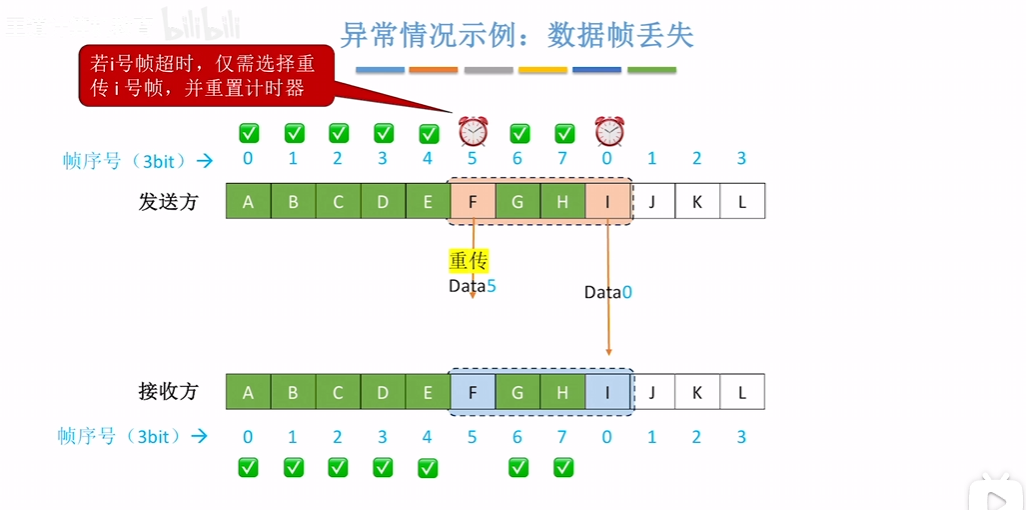 bilibili
异常情况示例：数据帧丢失
若i号帧超时，仅需选择重
传 i 号帧，并重置计时器
帧序号（3bit）→ 0 1 2 3 4 5 6 7 0 1 2 3
发送方 A B C D E F G H I J K L
重传
Data5
Data0
接收方 A B C D E F G H I J K L
帧序号（3bit）→ 0 1 2 3 4 5 6 7 0 1 2 3